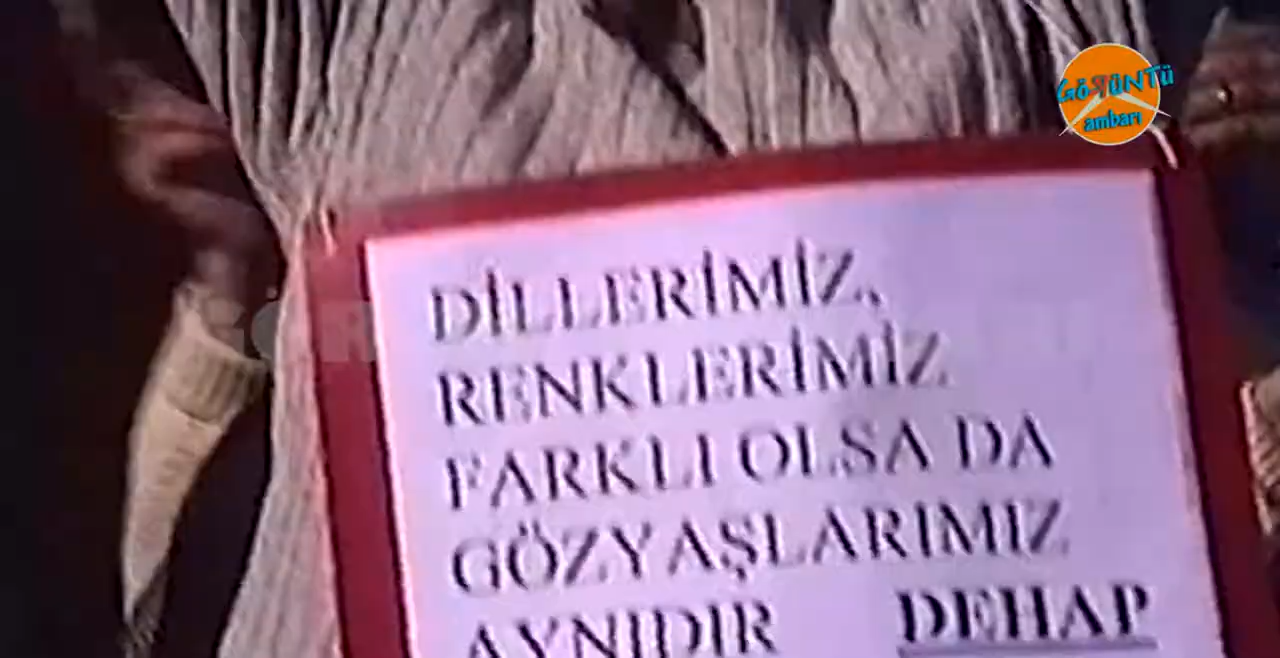 GÖRÜNTÜ
ambarı
DİLLERİMİZ,
RENKLERİMİZ
FARKLI OLSA DA
GÖZYAŞLARIMIZ
AYNIDIR DEHAP